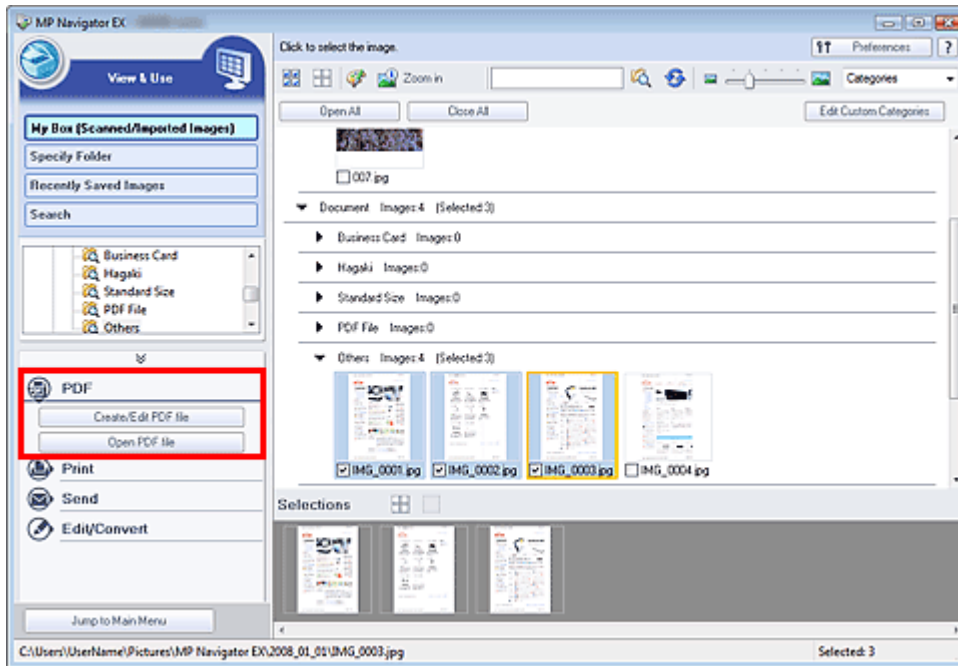 MP Navigator EX
View & Use
My Box (Scanned/Imported Images)
Specify Folder
Recently Saved Images
Search
Business Card
Hagaki
Standard Size
PDF File
Others
PDF
Create/Edit PDF file
Open PDF file
Print
Send
Edit/Convert
Jump to Main Menu
Click to select the image.
Preferences
?
Zoom in
Categories
Open All
Close All
Edit Custom Categories
007.jpg
Document Images:4 (Selected:3)
Business Card Images:0
Hagaki Images:0
Standard Size Images:0
PDF File Images:0
Others Images:4 (Selected:3)
IMG_0001.jpg IMG_0002.jpg IMG_0003.jpg IMG_0004.jpg
Selections
C:\Users\UserName\Pictures\MP Navigator EX\2008_01_01\IMG_0003.jpg
Selected: 3